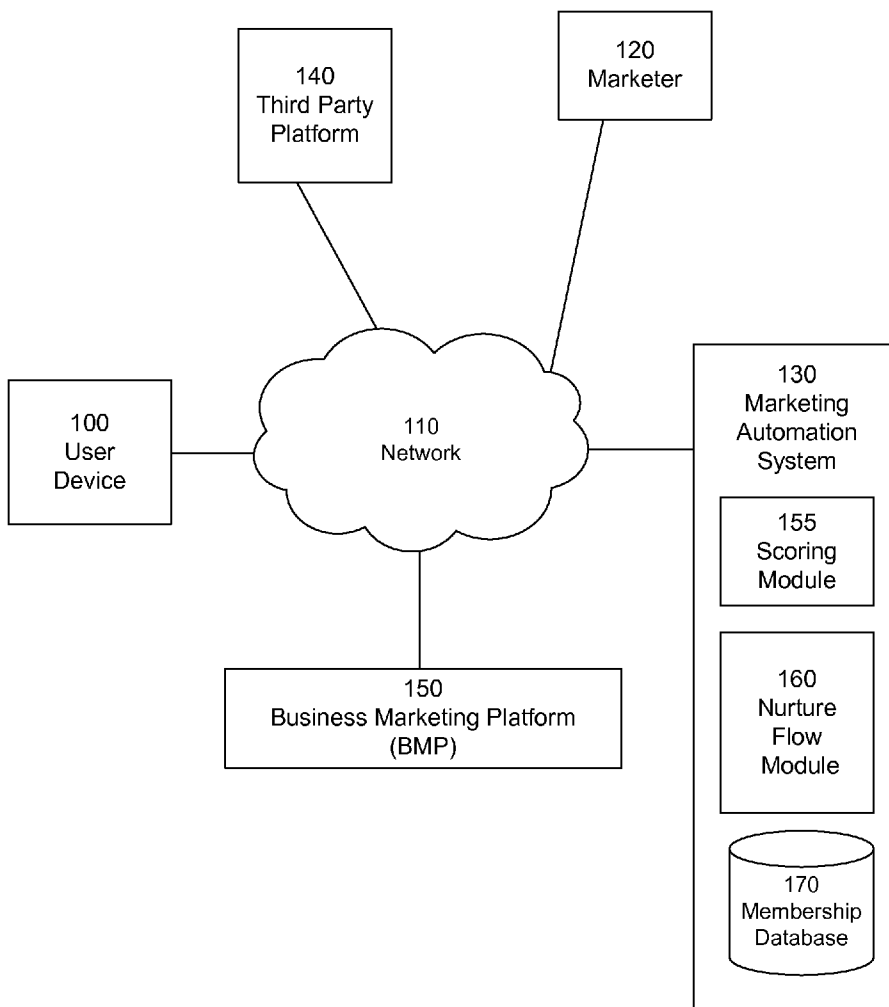 140
Third Party
Platform
120
Marketer
100
User
Device
110
Network
130
Marketing
Automation
System
155
Scoring
Module
160
Nurture
Flow
Module
170
Membership
Database
150
Business Marketing Platform
(BMP)